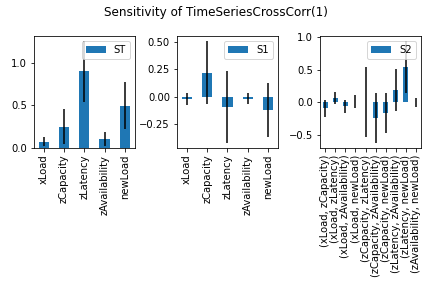 Sensitivity of TimeSeriesCrossCorr(1)
ST
1.0
0.5
0.0
xLoad
zCapacity
zLatency
zAvailability
newLoad
S1
0.50
0.25
0.00
−0.25
xLoad
zCapacity
zLatency
zAvailability
newLoad
S2
1.0
0.5
0.0
−0.5
(xLoad, zCapacity)
(xLoad, zLatency)
(xLoad, zAvailability)
(xLoad, newLoad)
(zCapacity, zLatency)
(zCapacity, zAvailability)
(zCapacity, newLoad)
(zLatency, zAvailability)
(zLatency, newLoad)
(zAvailability, newLoad)